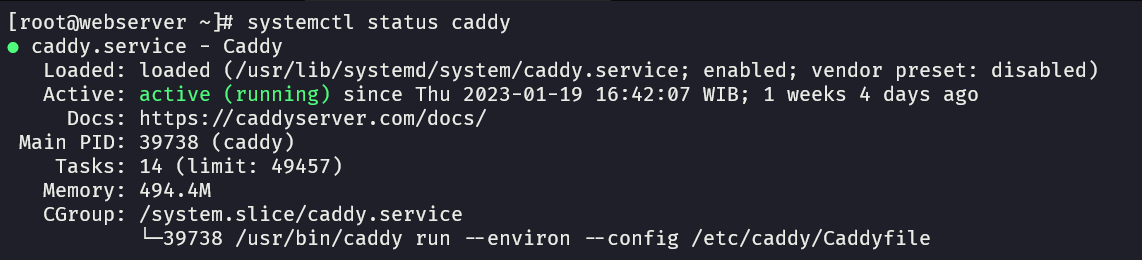 [root@webserver ~]# systemctl status caddy
● caddy.service - Caddy
   Loaded: loaded (/usr/lib/systemd/system/caddy.service; enabled; vendor preset: disabled)
   Active: active (running) since Thu 2023-01-19 16:42:07 WIB; 1 weeks 4 days ago
     Docs: https://caddyserver.com/docs/
 Main PID: 39738 (caddy)
    Tasks: 14 (limit: 49457)
   Memory: 494.4M
   CGroup: /system.slice/caddy.service
           └─39738 /usr/bin/caddy run --environ --config /etc/caddy/Caddyfile